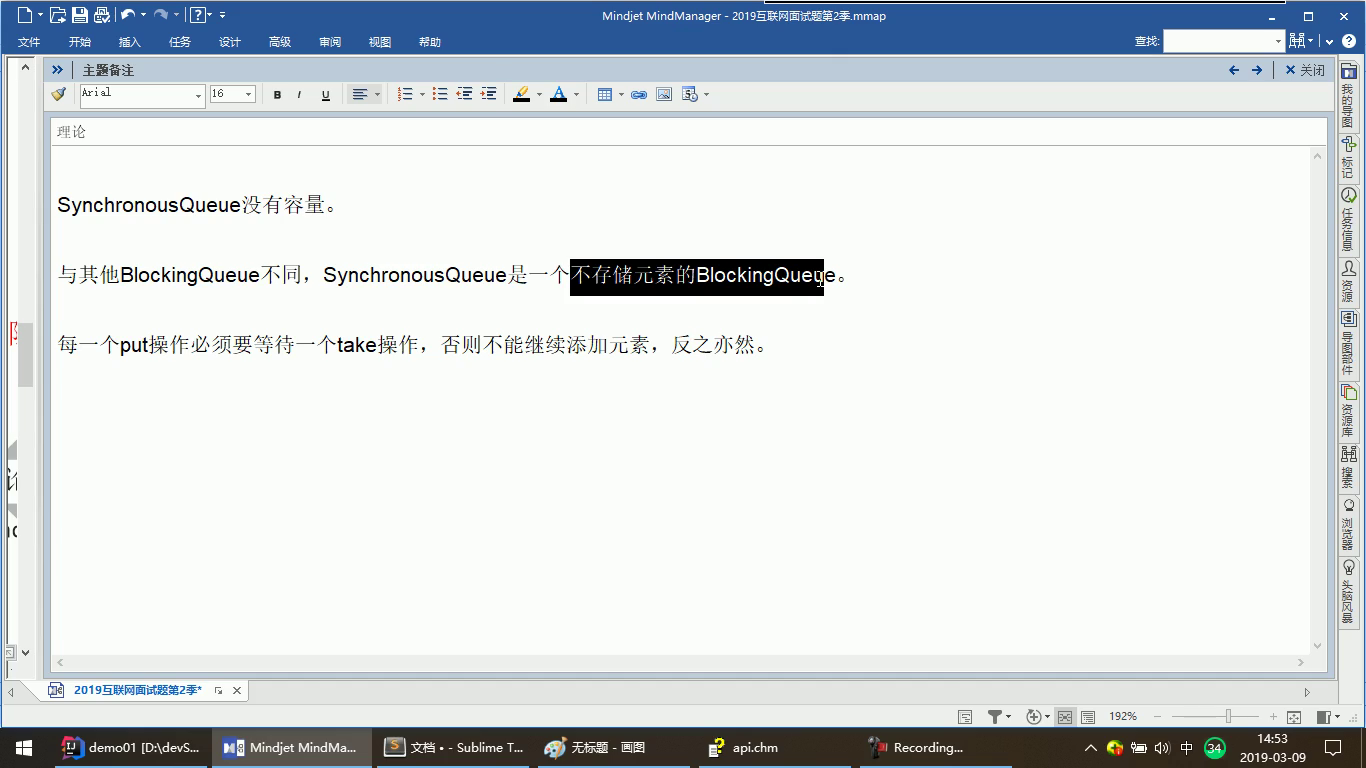 Mindjet MindManager - 2019互联网面试题第2季.mmap
文件 开始 插入 任务 设计 高级 审阅 视图 帮助 查找:
主题备注 关闭
Arial 16 B I U
理论
SynchronousQueue没有容量。
与其他BlockingQueue不同，SynchronousQueue是一个不存储元素的BlockingQueue。
每一个put操作必须要等待一个take操作，否则不能继续添加元素，反之亦然。
我的导图
标记
任务信息
资源
导图部件
资源库
搜索
浏览器
头脑风暴
2019互联网面试题第2季*
192%
demo01 [D:\devS... Mindjet MindMa... 文档 • - Sublime T... 无标题 - 画图 api.chm Recording... 中 34 14:53
2019-03-09